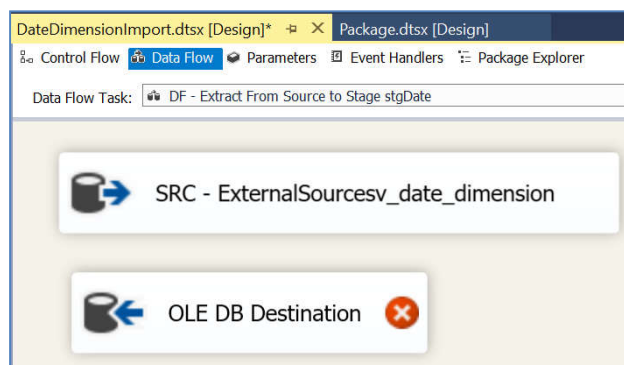 DateDimensionImport.dtsx [Design]* Package.dtsx [Design]
Control Flow Data Flow Parameters Event Handlers Package Explorer
Data Flow Task: DF - Extract From Source to Stage stgDate
SRC - ExternalSourcesv_date_dimension
OLE DB Destination